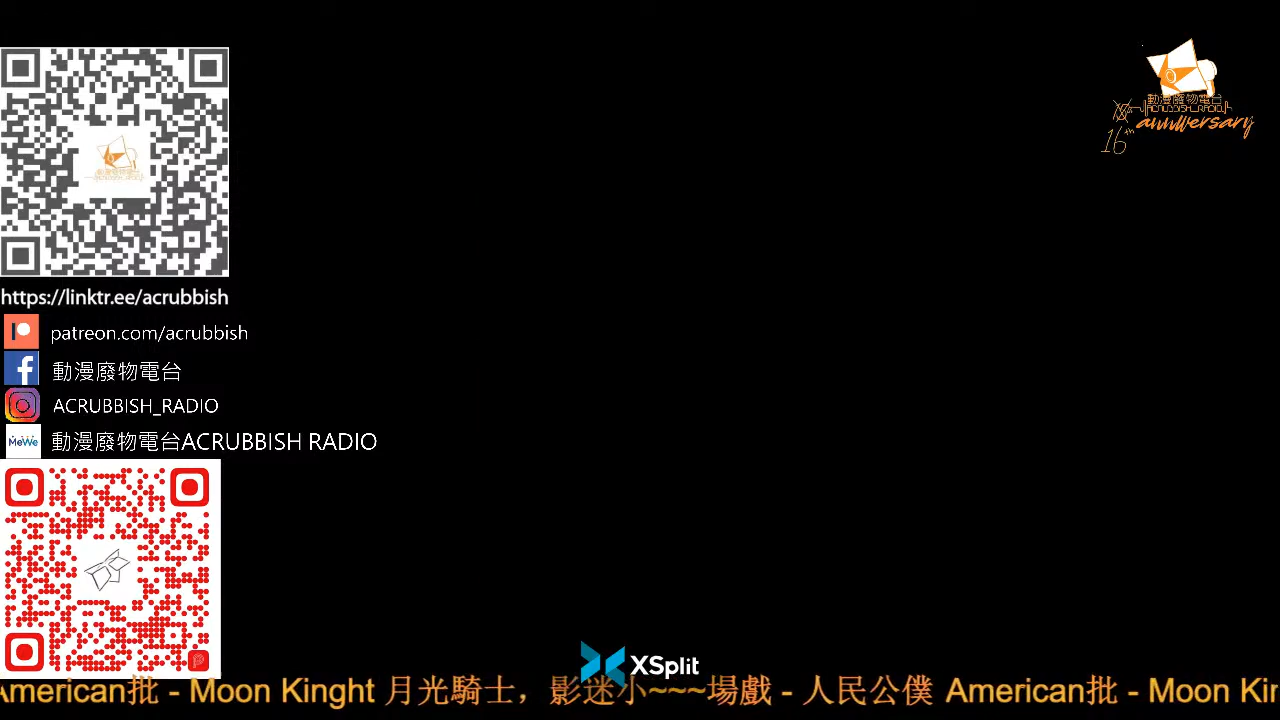 動漫廢物電台
ACRUBBISH_RADIO
16th anniversary
https://linktr.ee/acrubbish
patreon.com/acrubbish
動漫廢物電台
ACRUBBISH_RADIO
MeWe
動漫廢物電台ACRUBBISH RADIO
XSplit
American批 - Moon Kinght 月光騎士，影迷小~~~場戲 - 人民公僕 American批 - Moon Kin